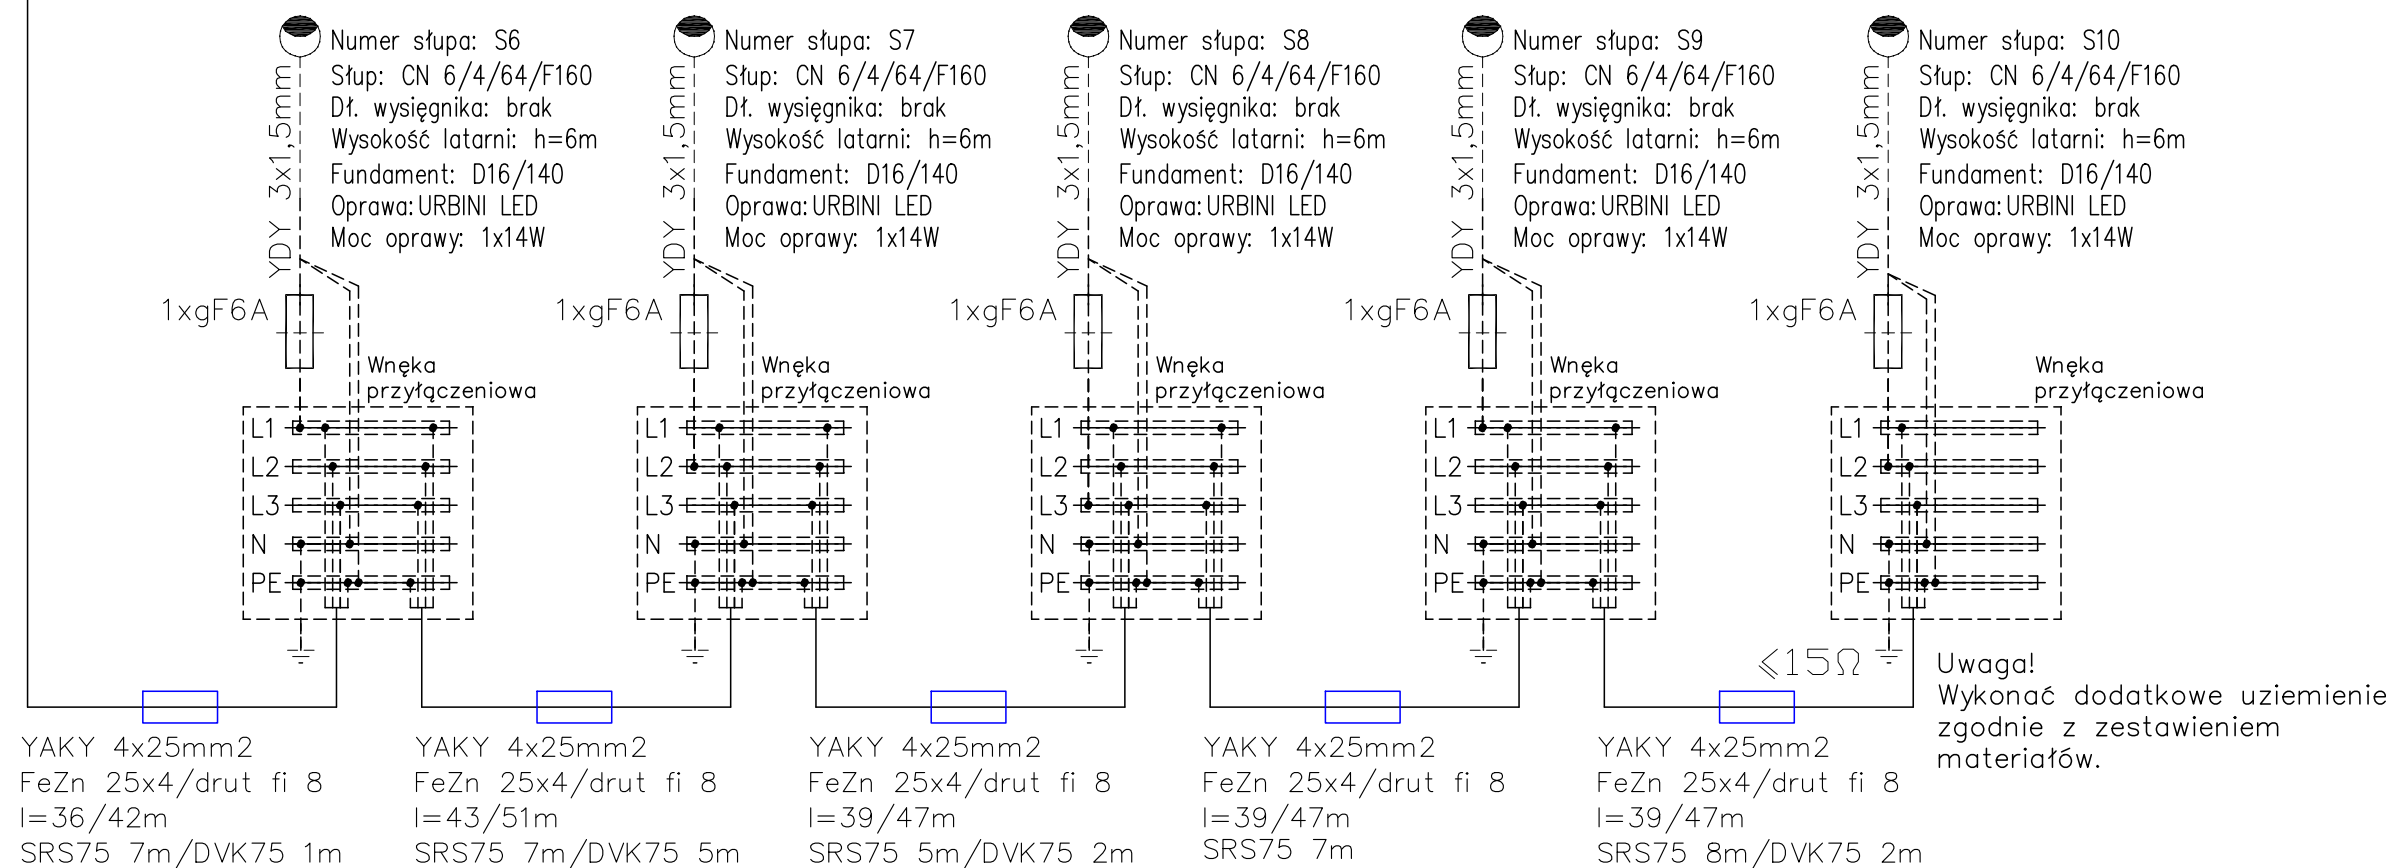 Numer słupa: S6
Słup: CN 6/4/64/F160
Dł. wysięgnika: brak
Wysokość latarni: h=6m
Fundament: D16/140
Oprawa: URBINI LED
Moc oprawy: 1x14W
YDY 3x1,5mm
1xgF6A
Wnęka
przyłączeniowa
L1
L2
L3
N
PE
YAKY 4x25mm2
FeZn 25x4/drut fi 8
l=36/42m
SRS75 7m/DVK75 1m
Numer słupa: S7
Słup: CN 6/4/64/F160
Dł. wysięgnika: brak
Wysokość latarni: h=6m
Fundament: D16/140
Oprawa: URBINI LED
Moc oprawy: 1x14W
YDY 3x1,5mm
1xgF6A
Wnęka
przyłączeniowa
L1
L2
L3
N
PE
YAKY 4x25mm2
FeZn 25x4/drut fi 8
l=43/51m
SRS75 7m/DVK75 5m
Numer słupa: S8
Słup: CN 6/4/64/F160
Dł. wysięgnika: brak
Wysokość latarni: h=6m
Fundament: D16/140
Oprawa: URBINI LED
Moc oprawy: 1x14W
YDY 3x1,5mm
1xgF6A
Wnęka
przyłączeniowa
L1
L2
L3
N
PE
YAKY 4x25mm2
FeZn 25x4/drut fi 8
l=39/47m
SRS75 5m/DVK75 2m
Numer słupa: S9
Słup: CN 6/4/64/F160
Dł. wysięgnika: brak
Wysokość latarni: h=6m
Fundament: D16/140
Oprawa: URBINI LED
Moc oprawy: 1x14W
YDY 3x1,5mm
1xgF6A
Wnęka
przyłączeniowa
L1
L2
L3
N
PE
YAKY 4x25mm2
FeZn 25x4/drut fi 8
l=39/47m
SRS75 7m
Numer słupa: S10
Słup: CN 6/4/64/F160
Dł. wysięgnika: brak
Wysokość latarni: h=6m
Fundament: D16/140
Oprawa: URBINI LED
Moc oprawy: 1x14W
YDY 3x1,5mm
1xgF6A
Wnęka
przyłączeniowa
L1
L2
L3
N
PE
≤15Ω
Uwaga!
Wykonać dodatkowe uziemienie
zgodnie z zestawieniem
materiałów.
YAKY 4x25mm2
FeZn 25x4/drut fi 8
l=39/47m
SRS75 8m/DVK75 2m